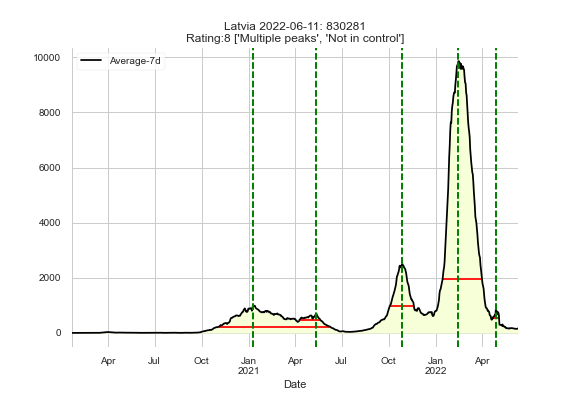 Latvia 2022-06-11: 830281
Rating:8 ['Multiple peaks', 'Not in control']
Average-7d
10000
8000
6000
4000
2000
0
Apr Jul Oct Jan Apr Jul Oct Jan Apr
2021 2022
Date